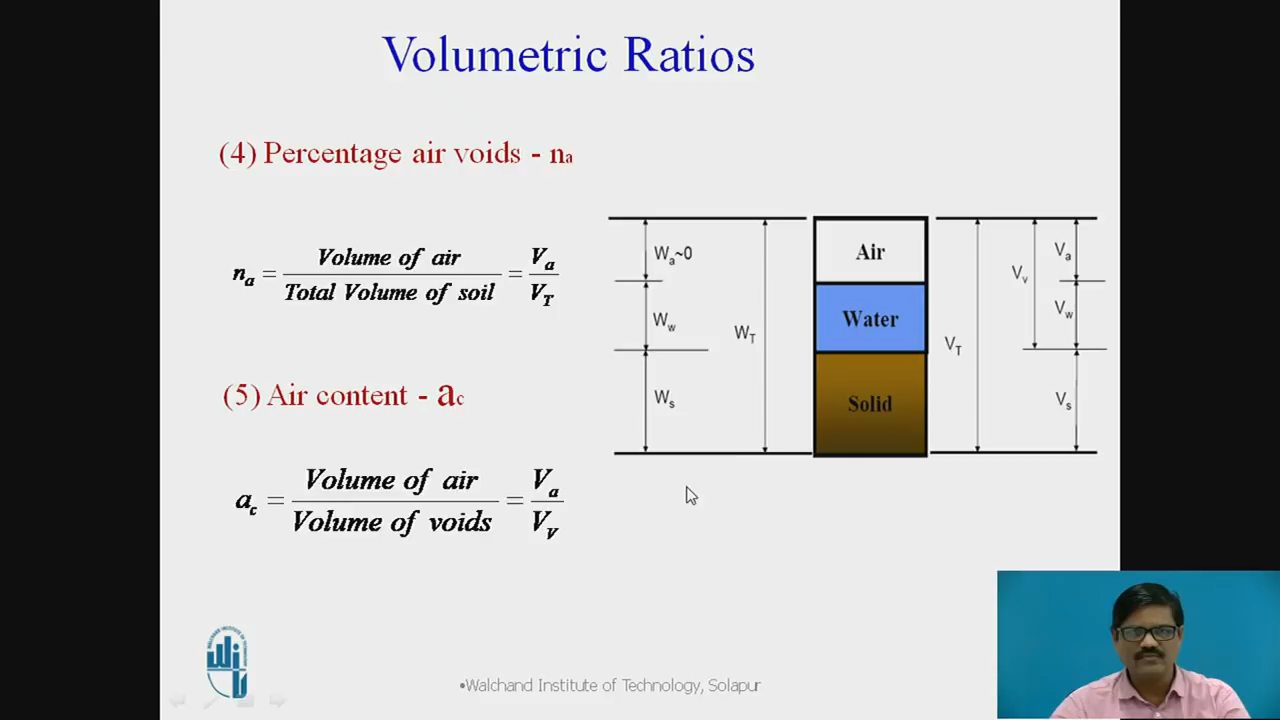 Volumetric Ratios
(4) Percentage air voids - na
na = Volume of air / Total Volume of soil = Va / VT
(5) Air content - ac
ac = Volume of air / Volume of voids = Va / VV
Wa~0
Ww
Ws
WT
Air
Water
Solid
VT
Vv
Va
Vw
Vs
•Walchand Institute of Technology, Solapur